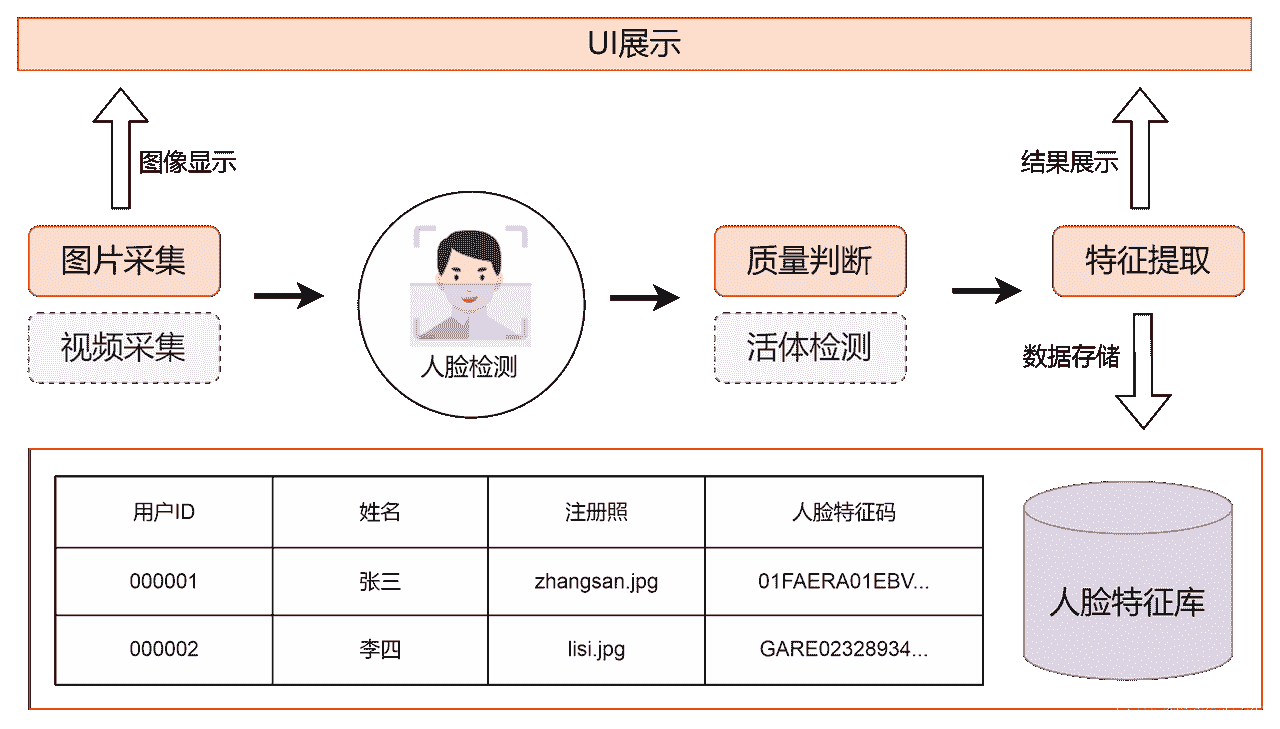 UI展示
图像显示
结果展示
图片采集
质量判断
特征提取
视频采集
人脸检测
活体检测
数据存储
用户ID 姓名 注册照 人脸特征码
000001 张三 zhangsan.jpg 01FAERA01EBV...
000002 李四 lisi.jpg GARE02328934...
人脸特征库